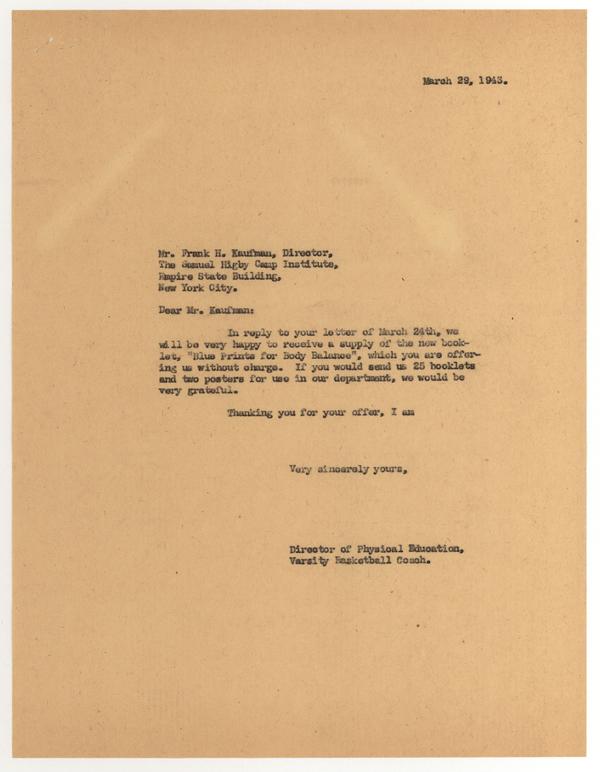 March 29, 1943.
Mr. Frank H. Kaufman, Director,
The Samuel Higby Camp Institute,
Empire State Building,
New York City.
Dear Mr. Kaufman:
In reply to your letter of March 24th, we
will be very happy to receive a supply of the new book-
let, "Blue Prints for Body Balance", which you are offer-
ing us without charge. If you would send us 25 booklets
and two posters for use in our department, we would be
very grateful.
Thanking you for your offer, I am
Very sincerely yours,
Director of Physical Education,
Varsity Basketball Coach.